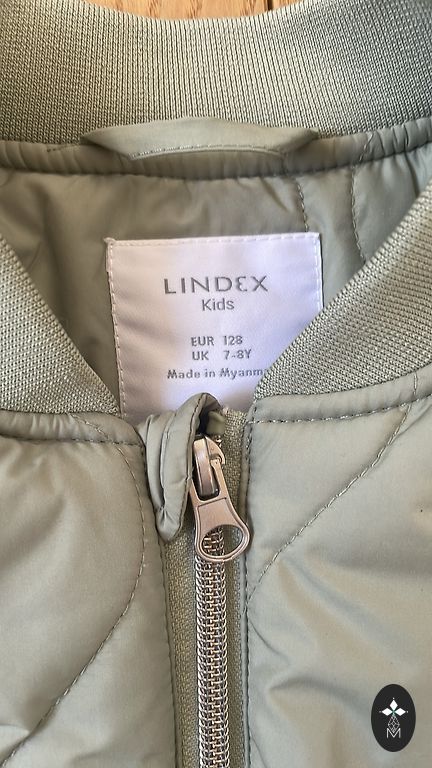 LINDEX
Kids
EUR 128
UK 7-8Y
Made in Myanm
M